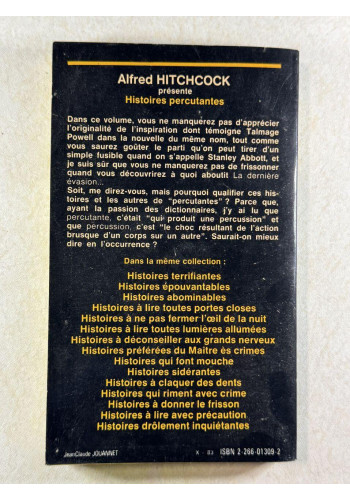 Alfred HITCHCOCK
présente
Histoires percutantes
Dans ce volume, vous ne manquerez pas d'apprécier
l'originalité de l'inspiration dont témoigne Talmage
Powell dans la nouvelle du même nom, tout comme
vous saurez goûter le parti qu'on peut tirer d'un
simple fusible quand on s'appelle Stanley Abbott, et
je suis sûr que vous ne manquerez pas de frissonner
quand vous découvrirez à quoi aboutit La dernière
évasion...
Soit, me direz-vous, mais pourquoi qualifier ces his-
toires et les autres de "percutantes" ? Parce que,
ayant la passion des dictionnaires, j'y ai lu que
percutante, c'était "qui produit une percussion" et
que percussion, c'est "le choc résultant de l'action
brusque d'un corps sur un autre". Saurait-on mieux
dire en l'occurrence ?
Dans la même collection :
Histoires terrifiantes
Histoires épouvantables
Histoires abominables
Histoires à lire toutes portes closes
Histoires à ne pas fermer l'œil de la nuit
Histoires à lire toutes lumières allumées
Histoires à déconseiller aux grands nerveux
Histoires préférées du Maître ès crimes
Histoires qui font mouche
Histoires sidérantes
Histoires à claquer des dents
Histoires qui riment avec crime
Histoires à donner le frisson
Histoires à lire avec précaution
Histoires drôlement inquiétantes
JeanClaude JOUANNET ISBN 2-266-01309-2